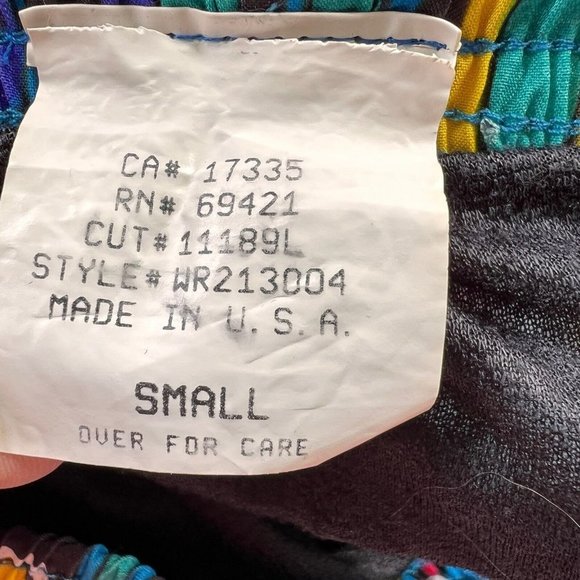 CA# 17335
RN# 69421
CUT# 11189L
STYLE# WR213004
MADE IN U.S.A.
SMALL
OVER FOR CARE